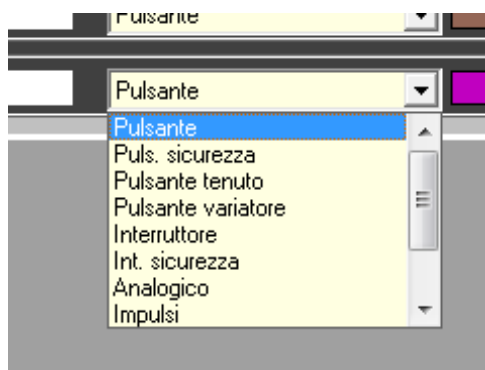 Pulsante
Pulsante
Pulsante
Puls. sicurezza
Pulsante tenuto
Pulsante variatore
Interruttore
Int. sicurezza
Analogico
Impulsi